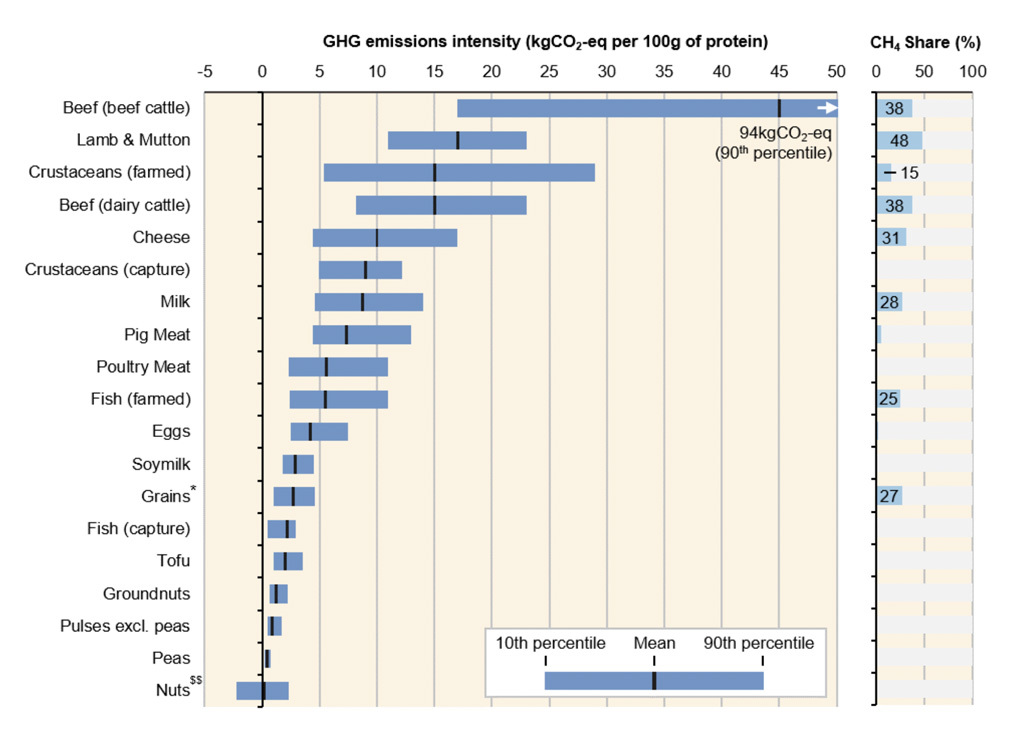 GHG emissions intensity (kgCO₂-eq per 100g of protein)
CH₄ Share (%)
-5 0 5 10 15 20 25 30 35 40 45 50
0 50 100
Beef (beef cattle)
38
94kgCO₂-eq
(90th percentile)
Lamb & Mutton
48
Crustaceans (farmed)
15
Beef (dairy cattle)
38
Cheese
31
Crustaceans (capture)
Milk
28
Pig Meat
Poultry Meat
Fish (farmed)
25
Eggs
Soymilk
Grains*
27
Fish (capture)
Tofu
Groundnuts
Pulses excl. peas
Peas
Nuts$$
10th percentile Mean 90th percentile